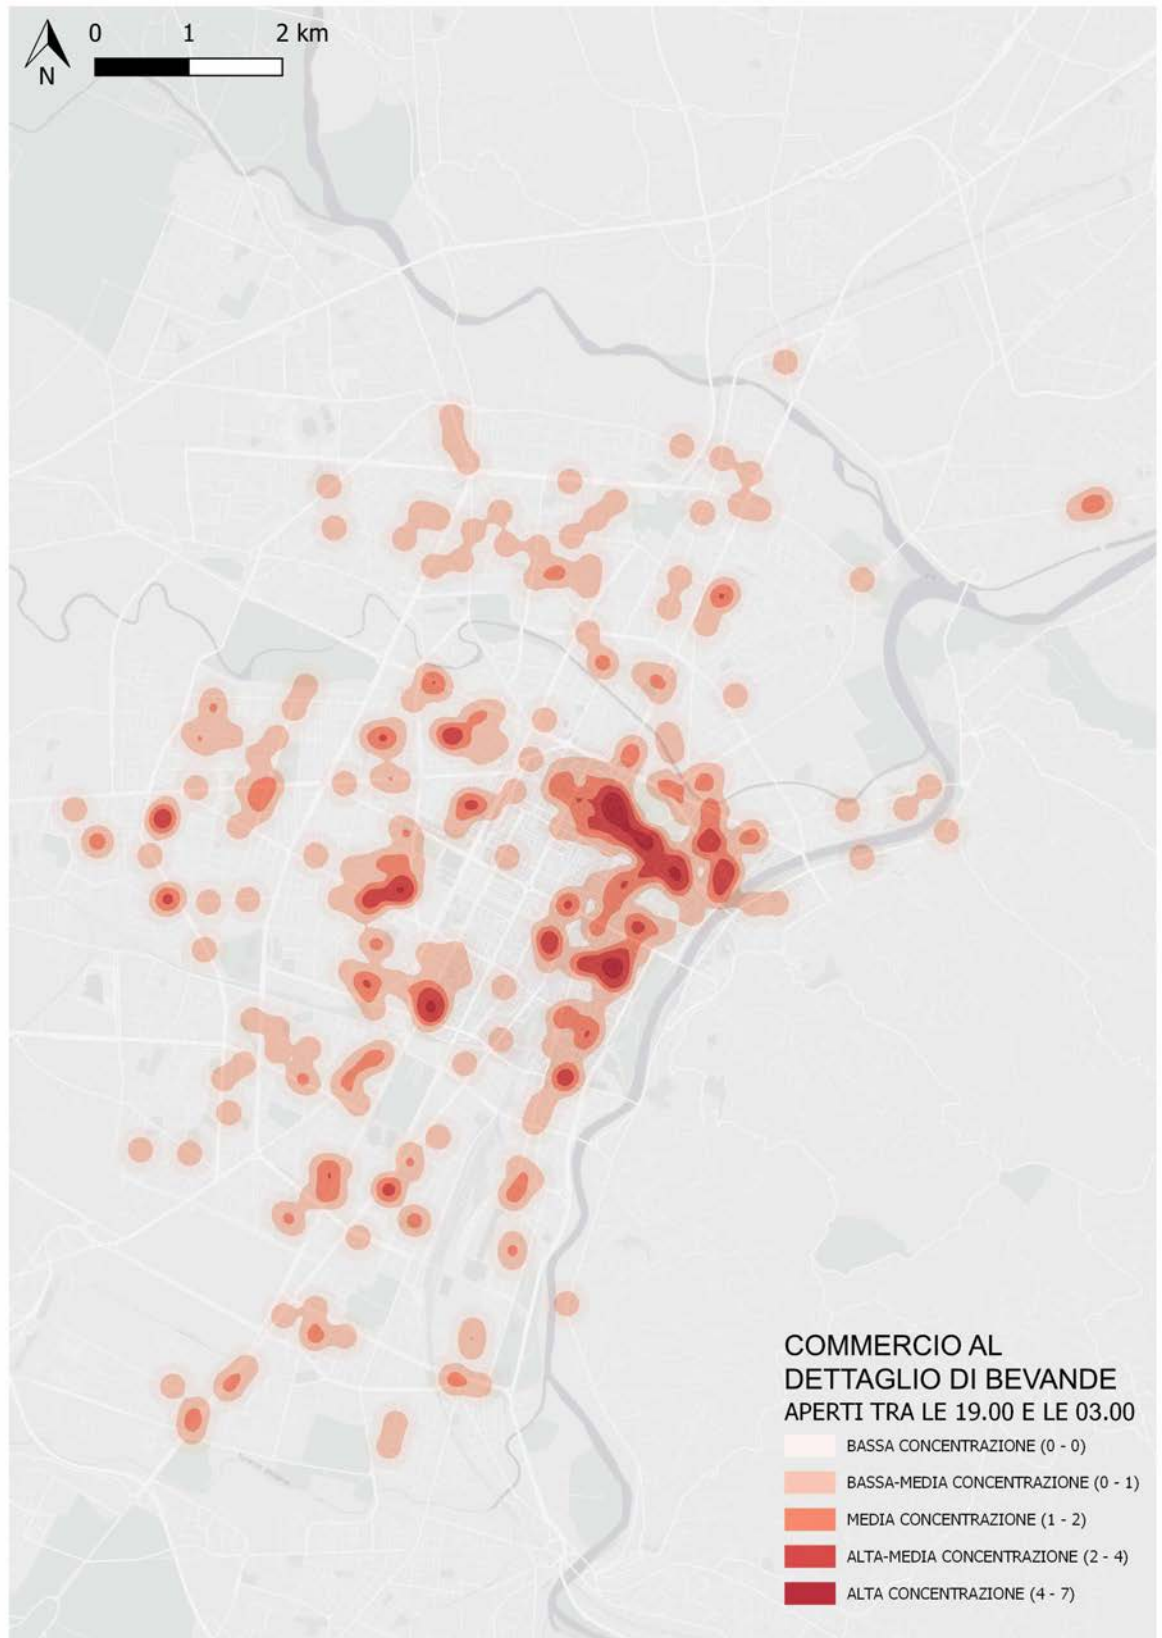 0 1 2 km
N
COMMERCIO AL
DETTAGLIO DI BEVANDE
APERTI TRA LE 19.00 E LE 03.00
BASSA CONCENTRAZIONE (0 - 0)
BASSA-MEDIA CONCENTRAZIONE (0 - 1)
MEDIA CONCENTRAZIONE (1 - 2)
ALTA-MEDIA CONCENTRAZIONE (2 - 4)
ALTA CONCENTRAZIONE (4 - 7)